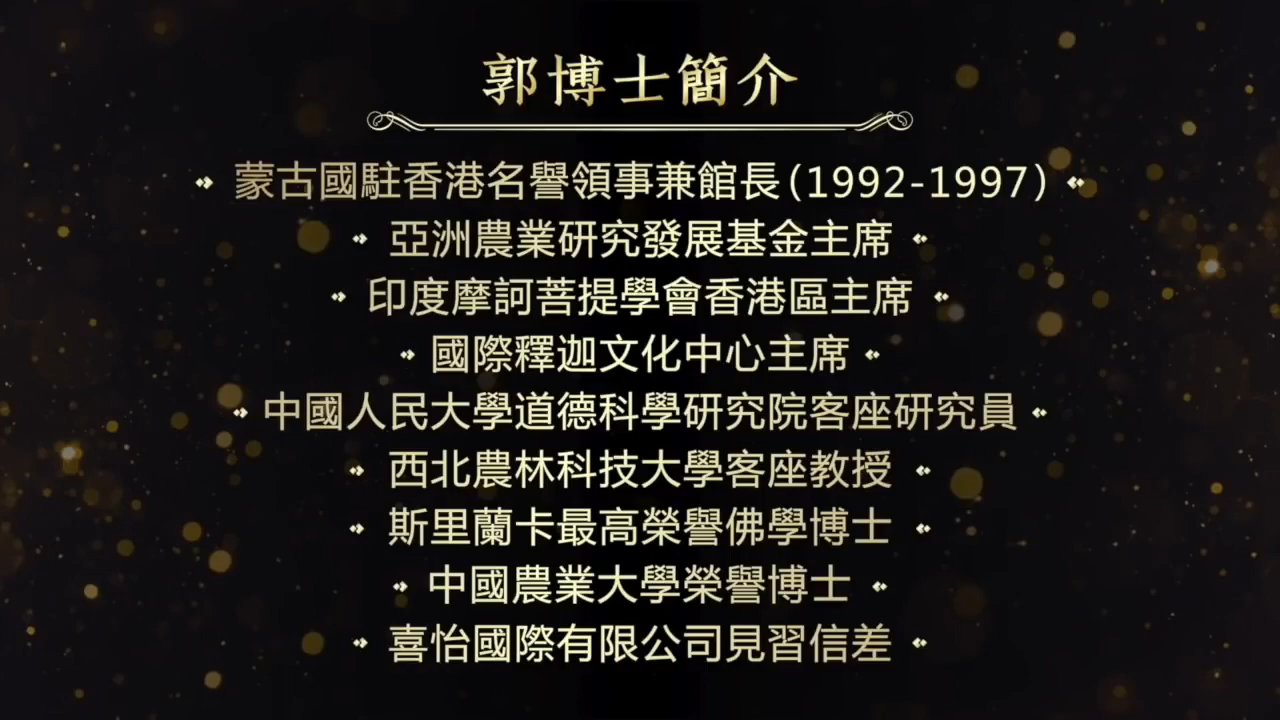 郭博士簡介
蒙古國駐香港名譽領事兼館長(1992-1997)
亞洲農業研究發展基金主席
印度摩訶菩提學會香港區主席
國際釋迦文化中心主席
中國人民大學道德科學研究院客座研究員
西北農林科技大學客座教授
斯里蘭卡最高榮譽佛學博士
中國農業大學榮譽博士
喜怡國際有限公司見習信差